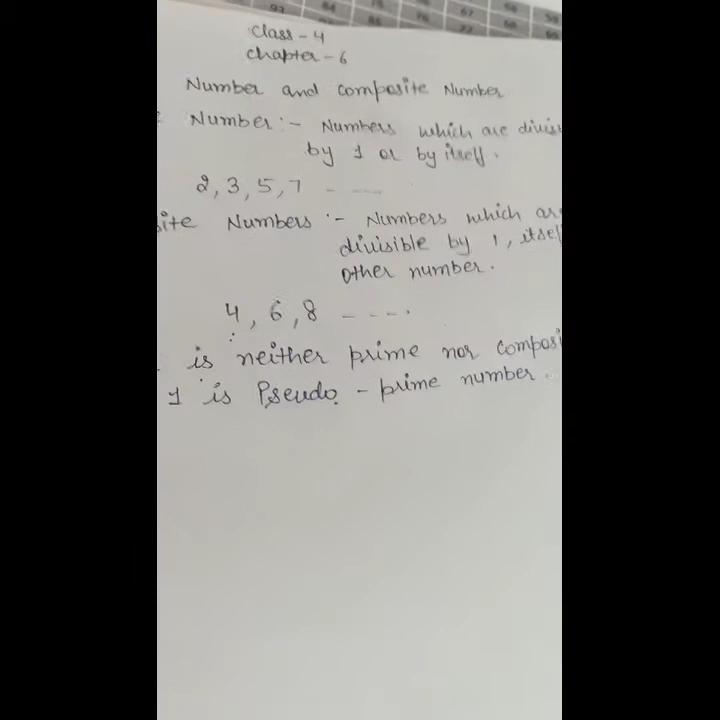 class - 4
chapter - 6
Number and composite Number
Number :- Numbers which are
by 1 or by itself.
2, 3, 5, 7 - ....
Numbers :- Numbers which
divisible by 1,
other number.
4, 6, 8 - - - -.
is neither prime nor
1 is Pseudo - prime number.